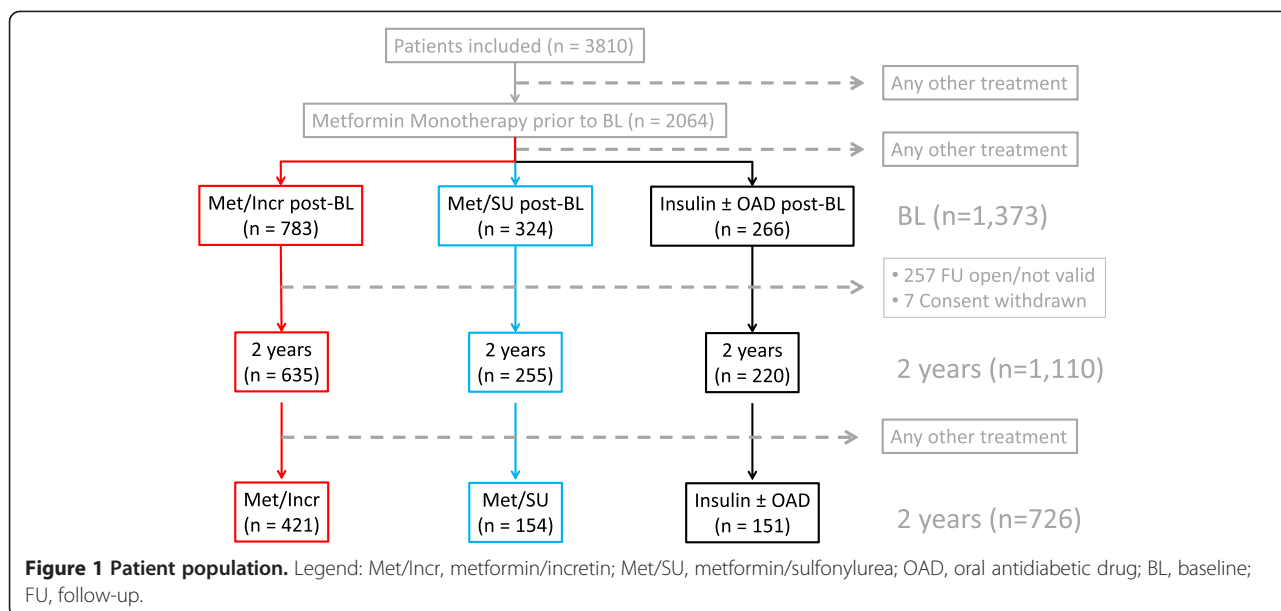 Patients included (n = 3810)
Any other treatment
Metformin Monotherapy prior to BL (n = 2064)
Any other treatment
Met/Incr post-BL
(n = 783)
Met/SU post-BL
(n = 324)
Insulin ± OAD post-BL
(n = 266)
BL (n=1,373)
• 257 FU open/not valid
• 7 Consent withdrawn
2 years
(n = 635)
2 years
(n = 255)
2 years
(n = 220)
2 years (n=1,110)
Any other treatment
Met/Incr
(n = 421)
Met/SU
(n = 154)
Insulin ± OAD
(n = 151)
2 years (n=726)
Figure 1 Patient population. Legend: Met/Incr, metformin/incretin; Met/SU, metformin/sulfonylurea; OAD, oral antidiabetic drug; BL, baseline;
FU, follow-up.